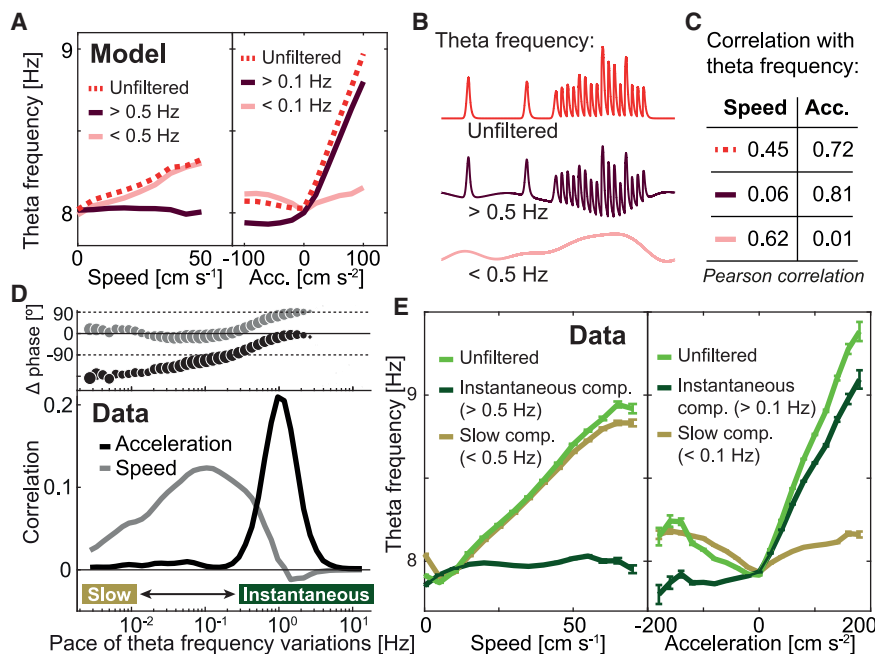 A
Model
Unfiltered
> 0.5 Hz
< 0.5 Hz
Unfiltered
> 0.1 Hz
< 0.1 Hz
Theta frequency [Hz]
9
8
0
50
Speed [cm s⁻¹]
-100
0
100
Acc. [cm s⁻²]
B
Theta frequency:
Unfiltered
> 0.5 Hz
< 0.5 Hz
C
Correlation with
theta frequency:
Speed Acc.
0.45 0.72
0.06 0.81
0.62 0.01
Pearson correlation
D
Δ phase [°]
90
0
-90
Data
Acceleration
Speed
Correlation
0.2
0.1
0
Slow
Instantaneous
10⁻² 10⁻¹ 10⁰ 10¹
Pace of theta frequency variations [Hz]
E
Data
Unfiltered
Instantaneous comp.
(> 0.5 Hz)
Slow comp.
(< 0.5 Hz)
Unfiltered
Instantaneous
comp. (> 0.1 Hz)
Slow comp.
(< 0.1 Hz)
Theta frequency [Hz]
9
8
0
50
Speed [cm s⁻¹]
-200
0
200
Acceleration [cm s⁻²]